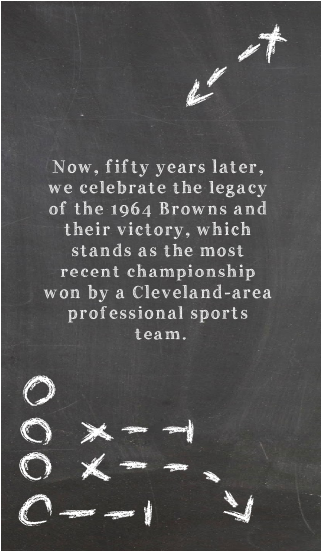 Now, fifty years later,
we celebrate the legacy
of the 1964 Browns and
their victory, which
stands as the most
recent championship
won by a Cleveland-area
professional sports
team.